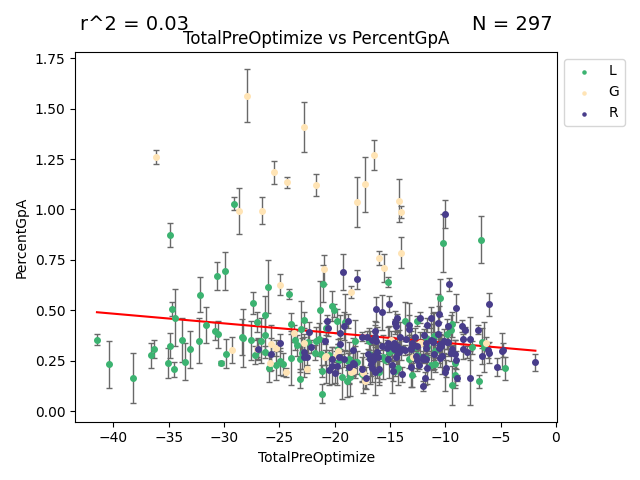 r^2 = 0.03
N = 297
TotalPreOptimize vs PercentGpA
1.75
1.50
1.25
1.00
0.75
0.50
0.25
0.00
PercentGpA
−40
−35
−30
−25
−20
−15
−10
−5
0
TotalPreOptimize
L
G
R